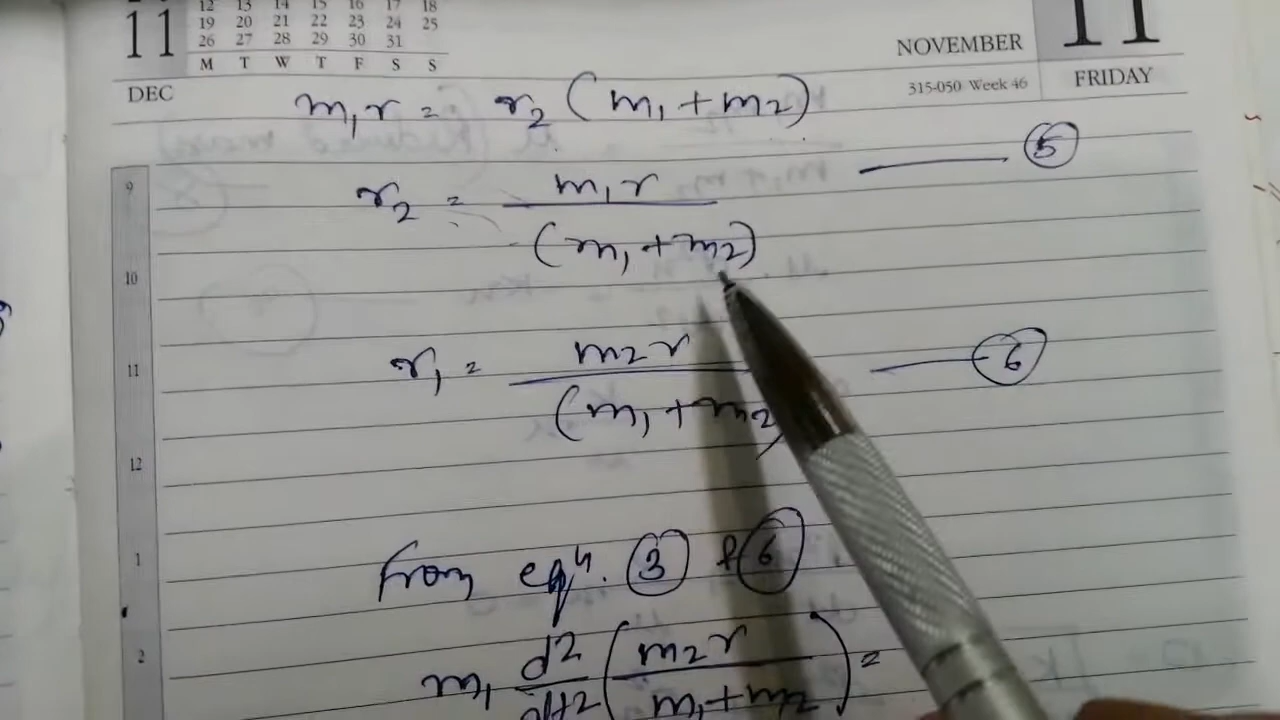 12 13 14 15 16 17 18
11 19 20 21 22 23 24 25
26 27 28 29 30 31
M T W T F S S
DEC
NOVEMBER 11
315-050 Week 46 FRIDAY
m₁r = r₂ (m₁ + m₂)
9 r₂ = m₁r / (m₁ + m₂) —— ⑤
10
11 r₁ = m₂r / (m₁ + m₂ —— ⑥
12
1 from eqⁿ. ③ & ⑥
2 m₁ d²/dt² (m₂r / m₁ + m₂) =